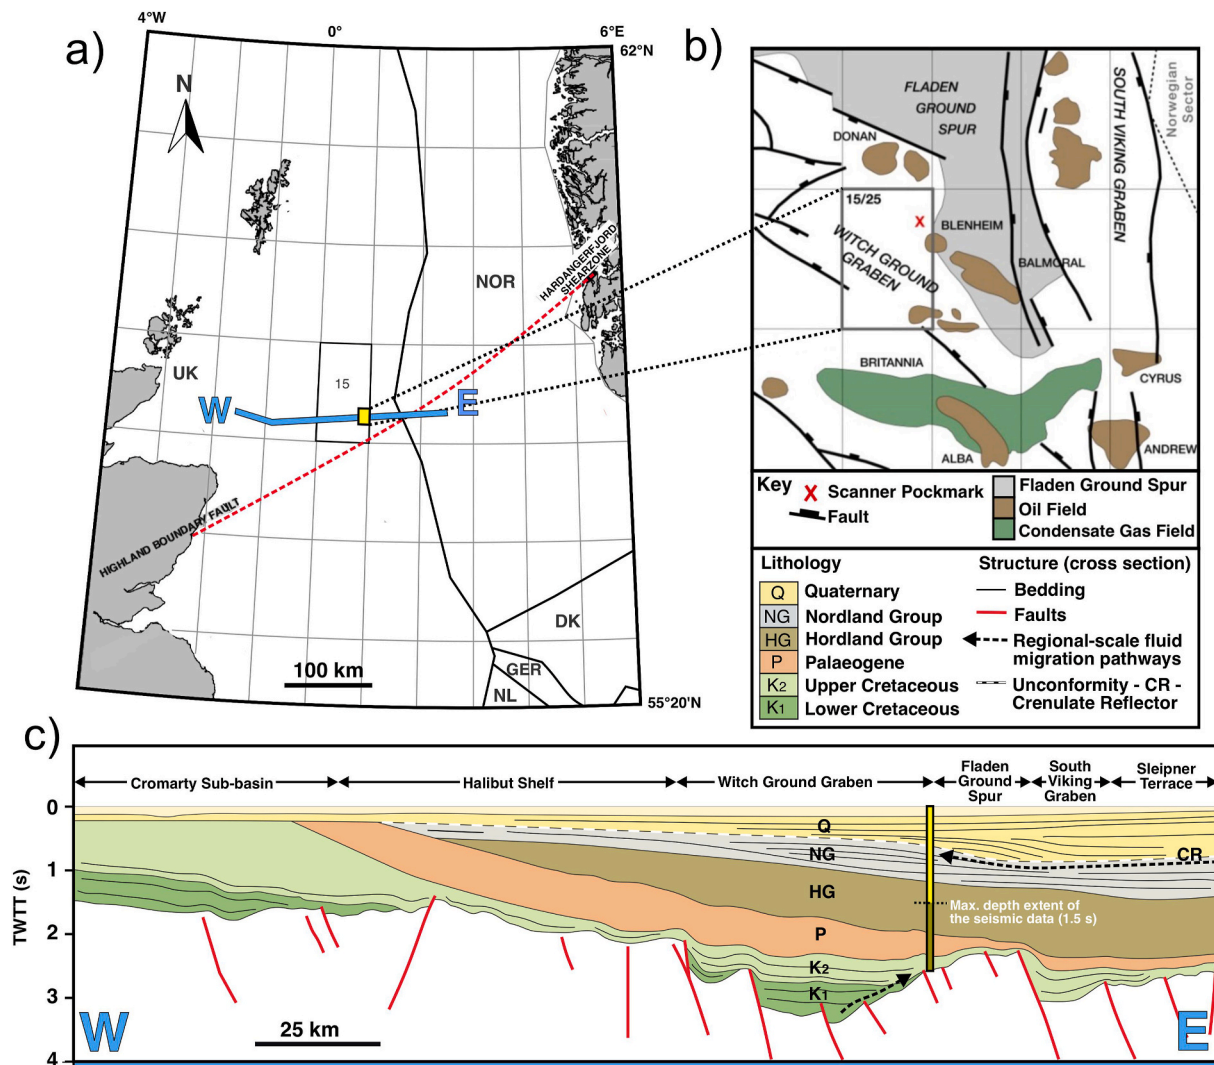 a)
4°W
0°
6°E
62°N
N
NOR
HARDANGERFJORD
SHEARZONE
UK
15
W
E
HIGHLAND BOUNDARY FAULT
DK
GER
NL
100 km
55°20'N
b)
FLADEN
GROUND
SPUR
DONAN
SOUTH VIKING GRABEN
Norwegian
Sector
15/25
X
BLENHEIM
WITCH GROUND
GRABEN
BALMORAL
BRITANNIA
CYRUS
ALBA
ANDREW
Key
X Scanner Pockmark
Fault
Fladen Ground Spur
Oil Field
Condensate Gas Field
Lithology
Q Quaternary
NG Nordland Group
HG Hordland Group
P Palaeogene
K2 Upper Cretaceous
K1 Lower Cretaceous
Structure (cross section)
Bedding
Faults
Regional-scale fluid
migration pathways
Unconformity - CR -
Crenulate Reflector
c)
Cromarty Sub-basin
Halibut Shelf
Witch Ground Graben
Fladen
Ground
Spur
South
Viking
Graben
Sleipner
Terrace
TWTT (s)
0
1
2
3
4
Q
NG
HG
P
K2
K1
CR
Max. depth extent of
the seismic data (1.5 s)
25 km
W
E